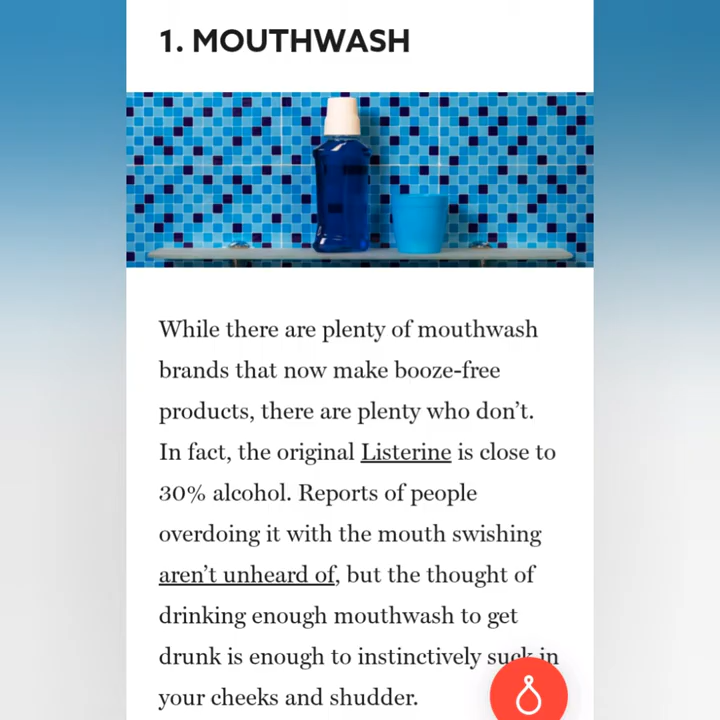 1. MOUTHWASH
While there are plenty of mouthwash
brands that now make booze-free
products, there are plenty who don’t.
In fact, the original Listerine is close to
30% alcohol. Reports of people
overdoing it with the mouth swishing
aren’t unheard of, but the thought of
drinking enough mouthwash to get
drunk is enough to instinctively suck in
your cheeks and shudder.